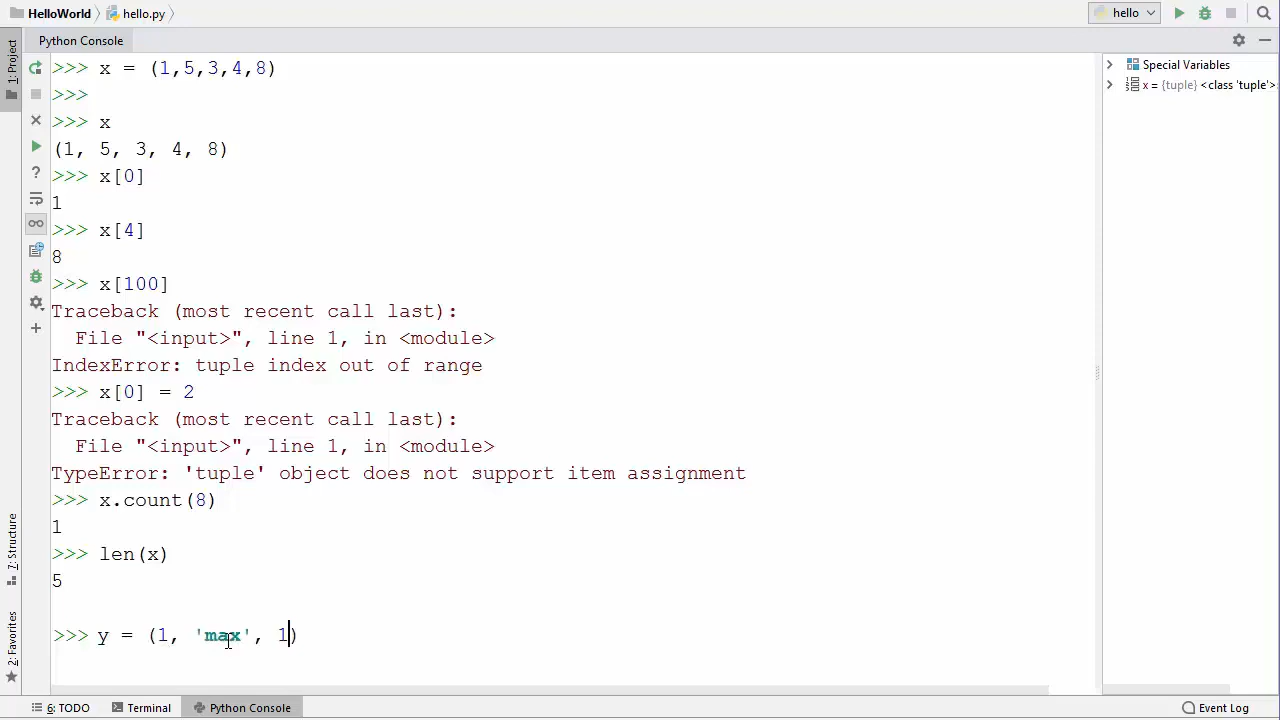 HelloWorld hello.py hello
Python Console
1: Project
>>> x = (1,5,3,4,8)
>>>
>>> x
(1, 5, 3, 4, 8)
>>> x[0]
1
>>> x[4]
8
>>> x[100]
Traceback (most recent call last):
File "<input>", line 1, in <module>
IndexError: tuple index out of range
>>> x[0] = 2
Traceback (most recent call last):
File "<input>", line 1, in <module>
TypeError: 'tuple' object does not support item assignment
>>> x.count(8)
1
>>> len(x)
5
>>> y = (1, 'max', 1)
Special Variables
x = {tuple} <class 'tuple'>
7: Structure
2: Favorites
6: TODO Terminal Python Console Event Log